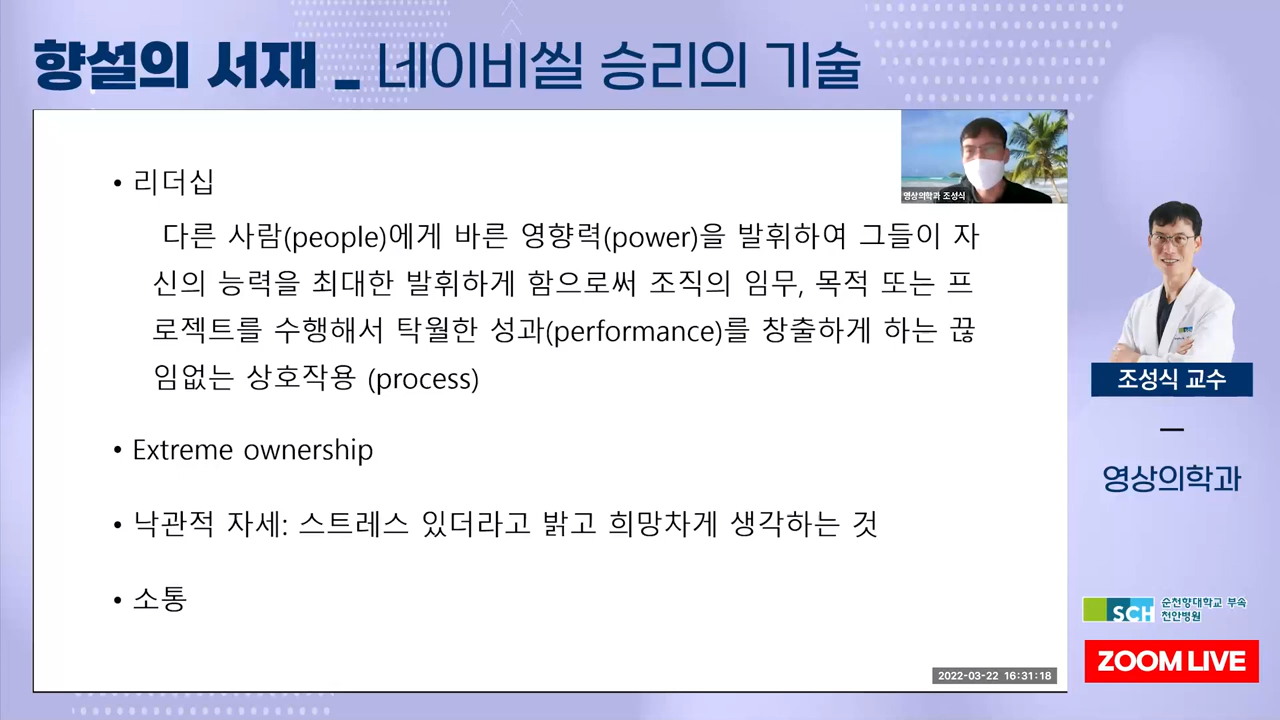 향설의 서재 _ 네이비씰 승리의 기술
영상의학과 조성식
• 리더십
다른 사람(people)에게 바른 영향력(power)을 발휘하여 그들이 자
신의 능력을 최대한 발휘하게 함으로써 조직의 임무, 목적 또는 프
로젝트를 수행해서 탁월한 성과(performance)를 창출하게 하는 끊
임없는 상호작용 (process)
• Extreme ownership
• 낙관적 자세: 스트레스 있더라고 밝고 희망차게 생각하는 것
• 소통
2022-03-22 16:31:18
조성식 교수
영상의학과
SCH 순천향대학교 부속
천안병원
ZOOM LIVE